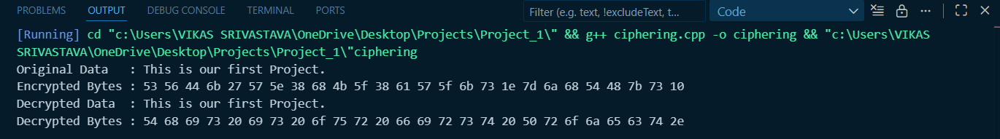 PROBLEMS OUTPUT DEBUG CONSOLE TERMINAL PORTS Filter (e.g. text, !excludeText, t... Code
[Running] cd "c:\Users\VIKAS SRIVASTAVA\OneDrive\Desktop\Projects\Project_1\" && g++ ciphering.cpp -o ciphering && "c:\Users\VIKAS
SRIVASTAVA\OneDrive\Desktop\Projects\Project_1\"ciphering
Original Data   : This is our first Project.
Encrypted Bytes : 53 56 44 6b 27 57 5e 38 68 4b 5f 38 61 57 5f 6b 73 1e 7d 6a 68 54 48 7b 73 10
Decrypted Data  : This is our first Project.
Decrypted Bytes : 54 68 69 73 20 69 73 20 6f 75 72 20 66 69 72 73 74 20 50 72 6f 6a 65 63 74 2e